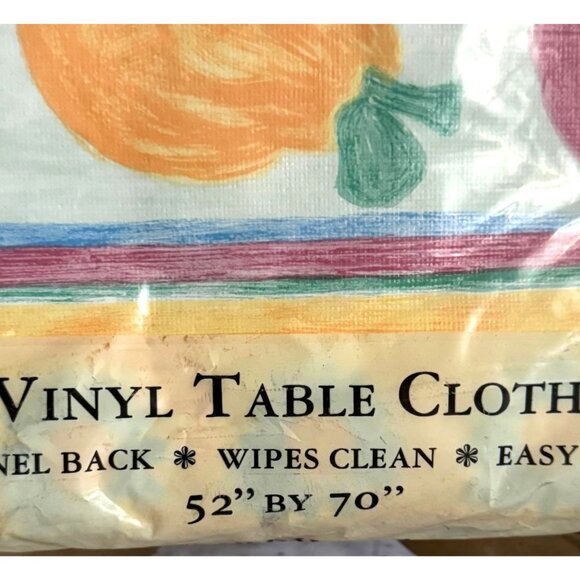 VINYL TABLE CLOTH
NEL BACK ❋ WIPES CLEAN ❋ EASY
52” BY 70”